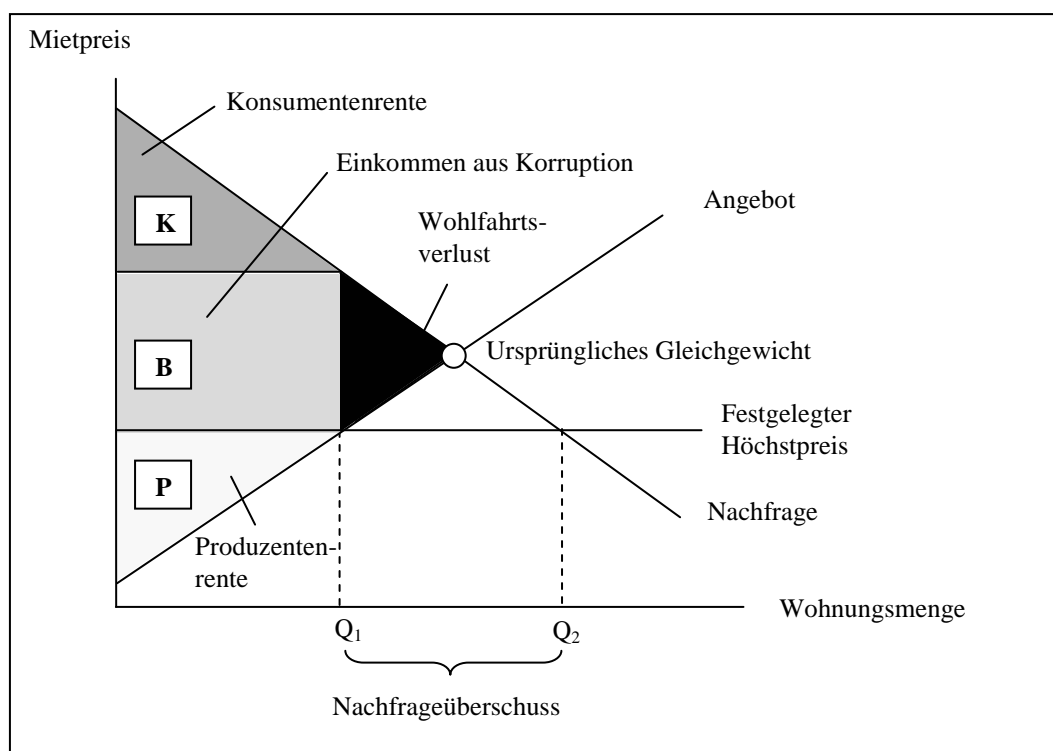 Mietpreis
Konsumentenrente
Einkommen aus Korruption
K
Wohlfahrts-
verlust
Angebot
B
Ursprüngliches Gleichgewicht
Festgelegter
Höchstpreis
P
Nachfrage
Produzenten-
rente
Wohnungsmenge
Q₁
Q₂
Nachfrageüberschuss